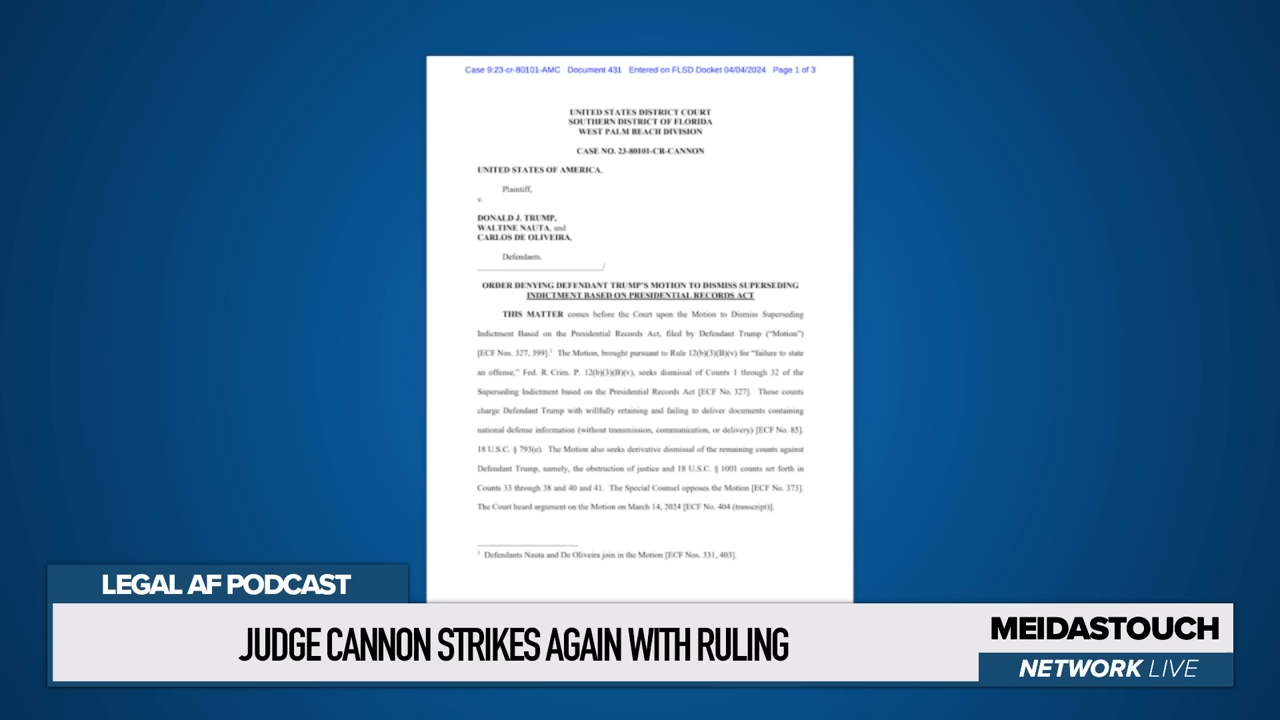 Case 9:23-cr-80101-AMC Document 431 Entered on FLSD Docket 04/04/2024 Page 1 of 3
UNITED STATES DISTRICT COURT
SOUTHERN DISTRICT OF FLORIDA
WEST PALM BEACH DIVISION
CASE NO. 23-80101-CR-CANNON
UNITED STATES OF AMERICA,
Plaintiff,
v.
DONALD J. TRUMP,
WALTINE NAUTA, and
CARLOS DE OLIVEIRA,
Defendants.
/
ORDER DENYING DEFENDANT TRUMP'S MOTION TO DISMISS SUPERSEDING
INDICTMENT BASED ON PRESIDENTIAL RECORDS ACT
THIS MATTER comes before the Court upon the Motion to Dismiss Superseding
Indictment Based on the Presidential Records Act, filed by Defendant Trump (“Motion”)
[ECF Nos. 327, 399].¹ The Motion, brought pursuant to Rule 12(b)(3)(B)(v) for “failure to state
an offense,” Fed. R. Crim. P. 12(b)(3)(B)(v), seeks dismissal of Counts 1 through 32 of the
Superseding Indictment based on the Presidential Records Act [ECF No. 327]. Those counts
charge Defendant Trump with willfully retaining and failing to deliver documents containing
national defense information (without transmission, communication, or delivery) [ECF No. 85].
18 U.S.C. § 793(e). The Motion also seeks derivative dismissal of the remaining counts against
Defendant Trump, namely, the obstruction of justice and 18 U.S.C. § 1001 counts set forth in
Counts 33 through 38 and 40 and 41. The Special Counsel opposes the Motion [ECF No. 373].
The Court heard argument on the Motion on March 14, 2024 [ECF No. 404 (transcript)].
¹ Defendants Nauta and De Oliveira join in the Motion [ECF Nos. 331, 403].
LEGAL AF PODCAST
JUDGE CANNON STRIKES AGAIN WITH RULING
MEIDASTOUCH
NETWORK LIVE